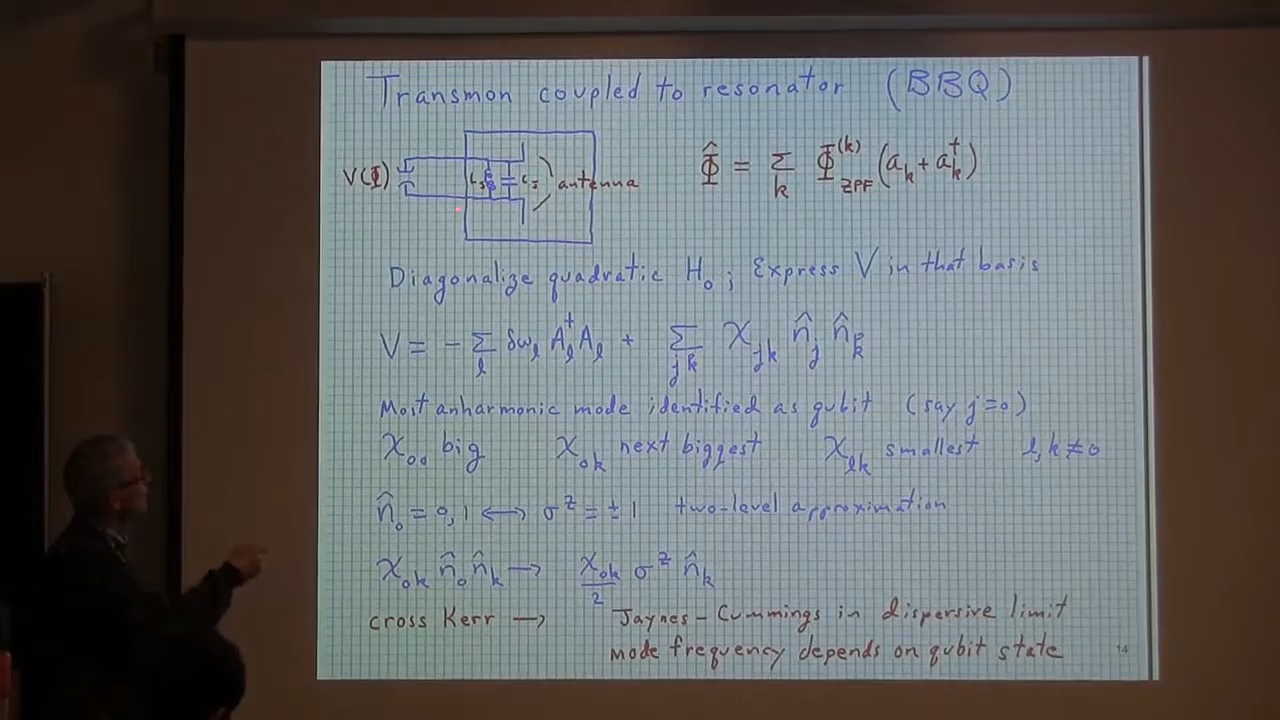 Transmon coupled to resonator (BBQ)
V(Φ) L_J C_J antenna
Φ̂ = Σ_k Φ_ZPF^(k) (a_k + a_k^†)
Diagonalize quadratic H_0 ; Express V in that basis
V = - Σ_l δω_l A_l^† A_l + Σ_jk χ_jk n̂_j n̂_k
Most anharmonic mode identified as qubit (say j=0)
χ_00 big χ_0k next biggest χ_lk smallest l,k≠0
n̂_0 = 0,1 ⟷ σ^z = ±1 two-level approximation
χ_0k n̂_0 n̂_k → χ_0k/2 σ^z n̂_k
cross Kerr → Jaynes-Cummings in dispersive limit
mode frequency depends on qubit state
14